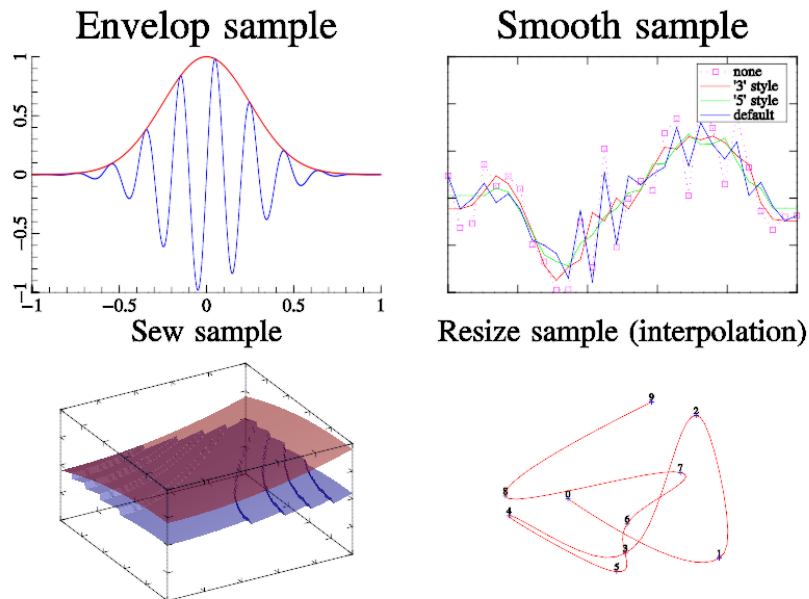 Envelop sample
1
0.5
0
−0.5
−1
−1
−0.5
0
0.5
1
Smooth sample
none
'3' style
'5' style
default
Sew sample
Resize sample (interpolation)
9
2
7
8
0
4
6
3
1
5